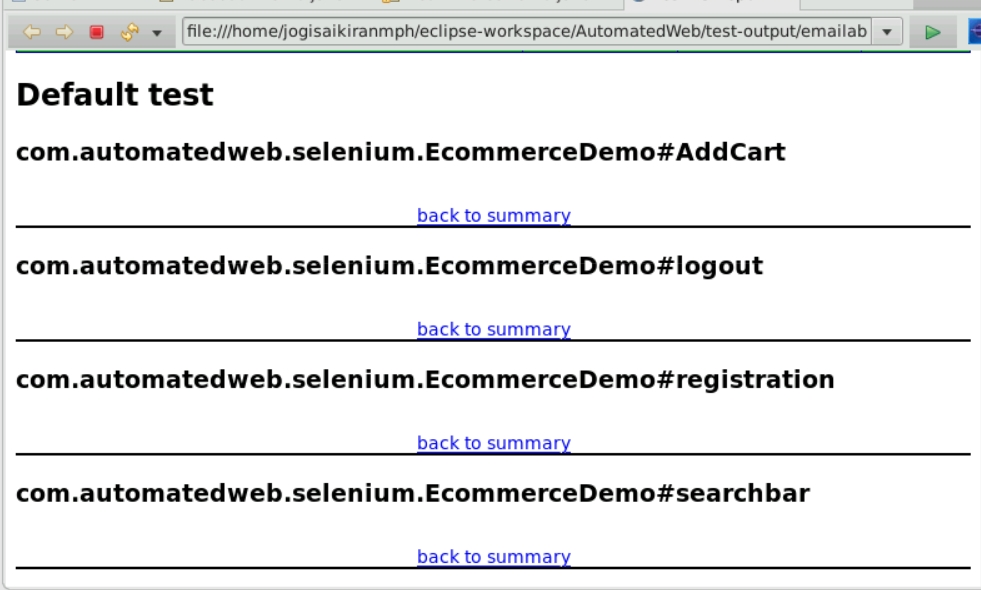 file:///home/jogisaikiranmph/eclipse-workspace/AutomatedWeb/test-output/emailab
Default test
com.automatedweb.selenium.EcommerceDemo#AddCart
back to summary
com.automatedweb.selenium.EcommerceDemo#logout
back to summary
com.automatedweb.selenium.EcommerceDemo#registration
back to summary
com.automatedweb.selenium.EcommerceDemo#searchbar
back to summary